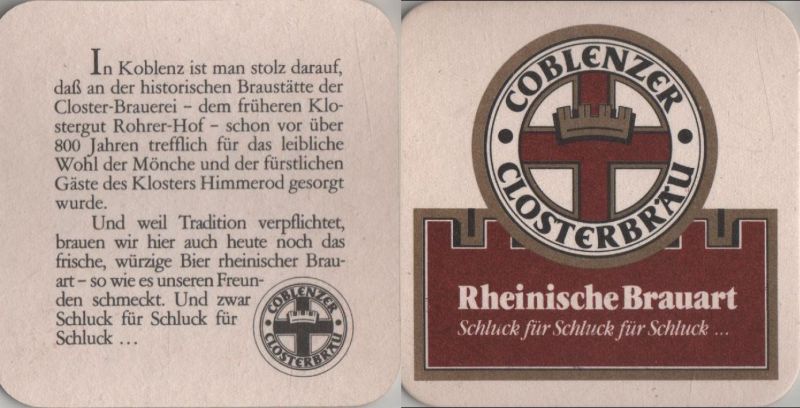 In Koblenz ist man stolz darauf,
daß an der historischen Braustätte der
Closter-Brauerei – dem früheren Klo-
stergut Rohrer-Hof – schon vor über
800 Jahren trefflich für das leibliche
Wohl der Mönche und der fürstlichen
Gäste des Klosters Himmerod gesorgt
wurde.
Und weil Tradition verpflichtet,
brauen wir hier auch heute noch das
frische, würzige Bier rheinischer Brau-
art – so wie es unseren Freun-
den schmeckt. Und zwar
Schluck für Schluck für
Schluck ...
COBLENZER
CLOSTERBRÄU
COBLENZER
CLOSTERBRÄU
Rheinische Brauart
Schluck für Schluck für Schluck ...